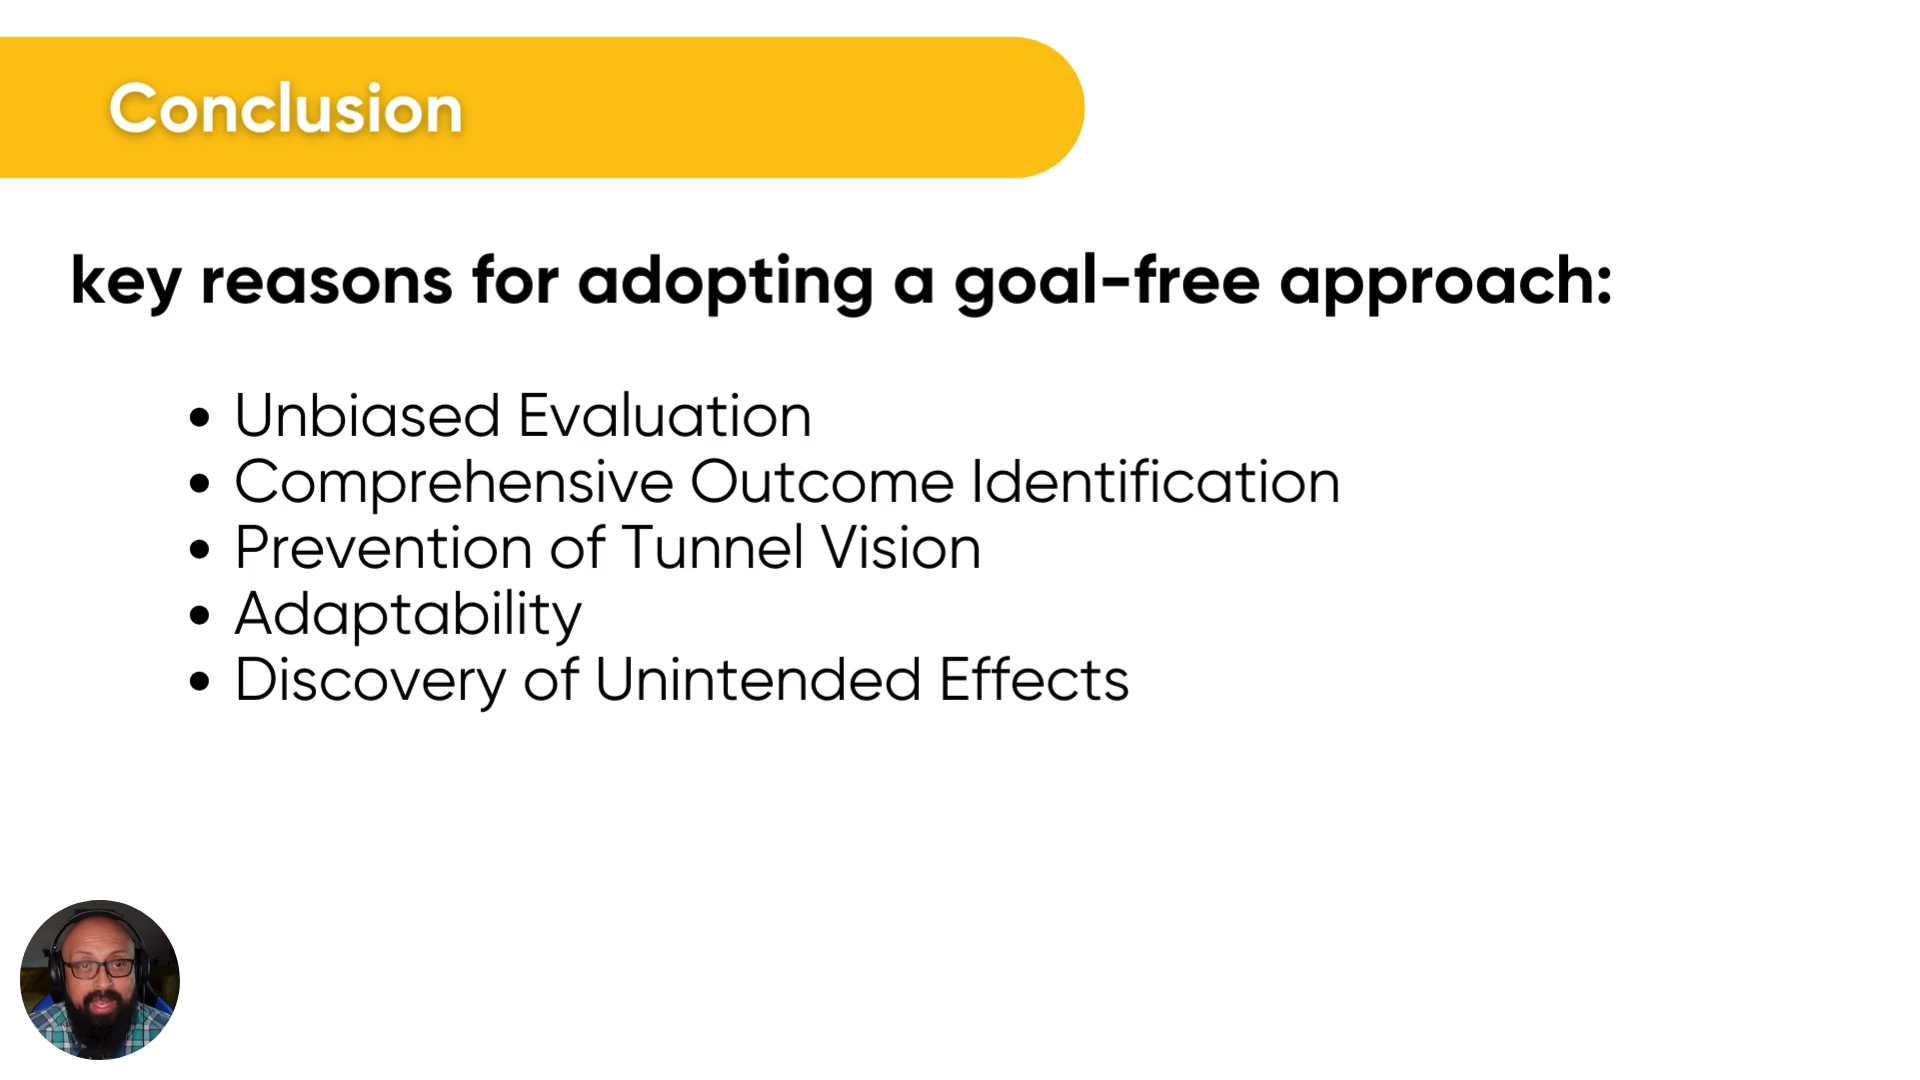 Conclusion
key reasons for adopting a goal-free approach:
• Unbiased Evaluation
• Comprehensive Outcome Identification
• Prevention of Tunnel Vision
• Adaptability
• Discovery of Unintended Effects